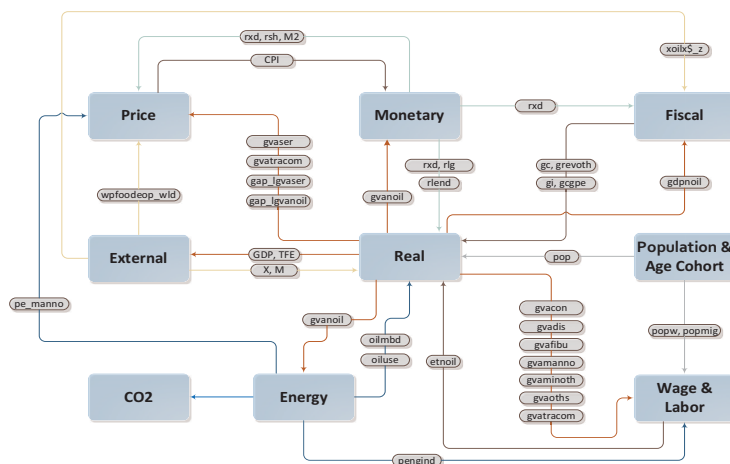 rxd, rsh, M2
xoilx$_z
CPI
Price
Monetary
rxd
Fiscal
gvaser
gvatracom
gap_lgvaser
gap_lgvanoil
gvanoil
rxd, rlg
rlend
gc, grevoth
gi, gcgpe
gdpnoil
wpfoodeop_wld
External
GDP, TFE
X, M
Real
pop
Population &
Age Cohort
pe_manno
gvanoil
oilmbd
oiluse
etnoil
gvacon
gvadis
gvafibu
gvamanno
gvaminoth
gvaoths
gvatracom
popw, popmig
CO2
Energy
Wage &
Labor
pengind